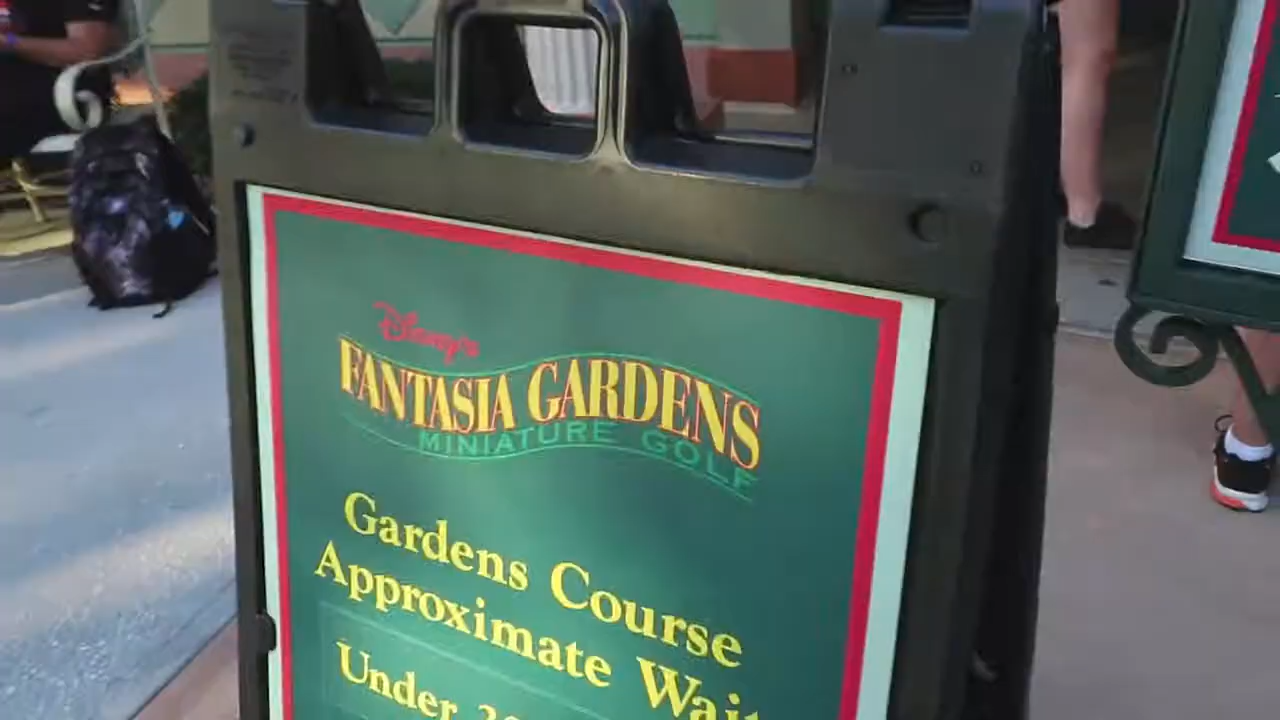 Disney's
FANTASIA GARDENS
MINIATURE GOLF
Gardens Course
Approximate Wait
Under